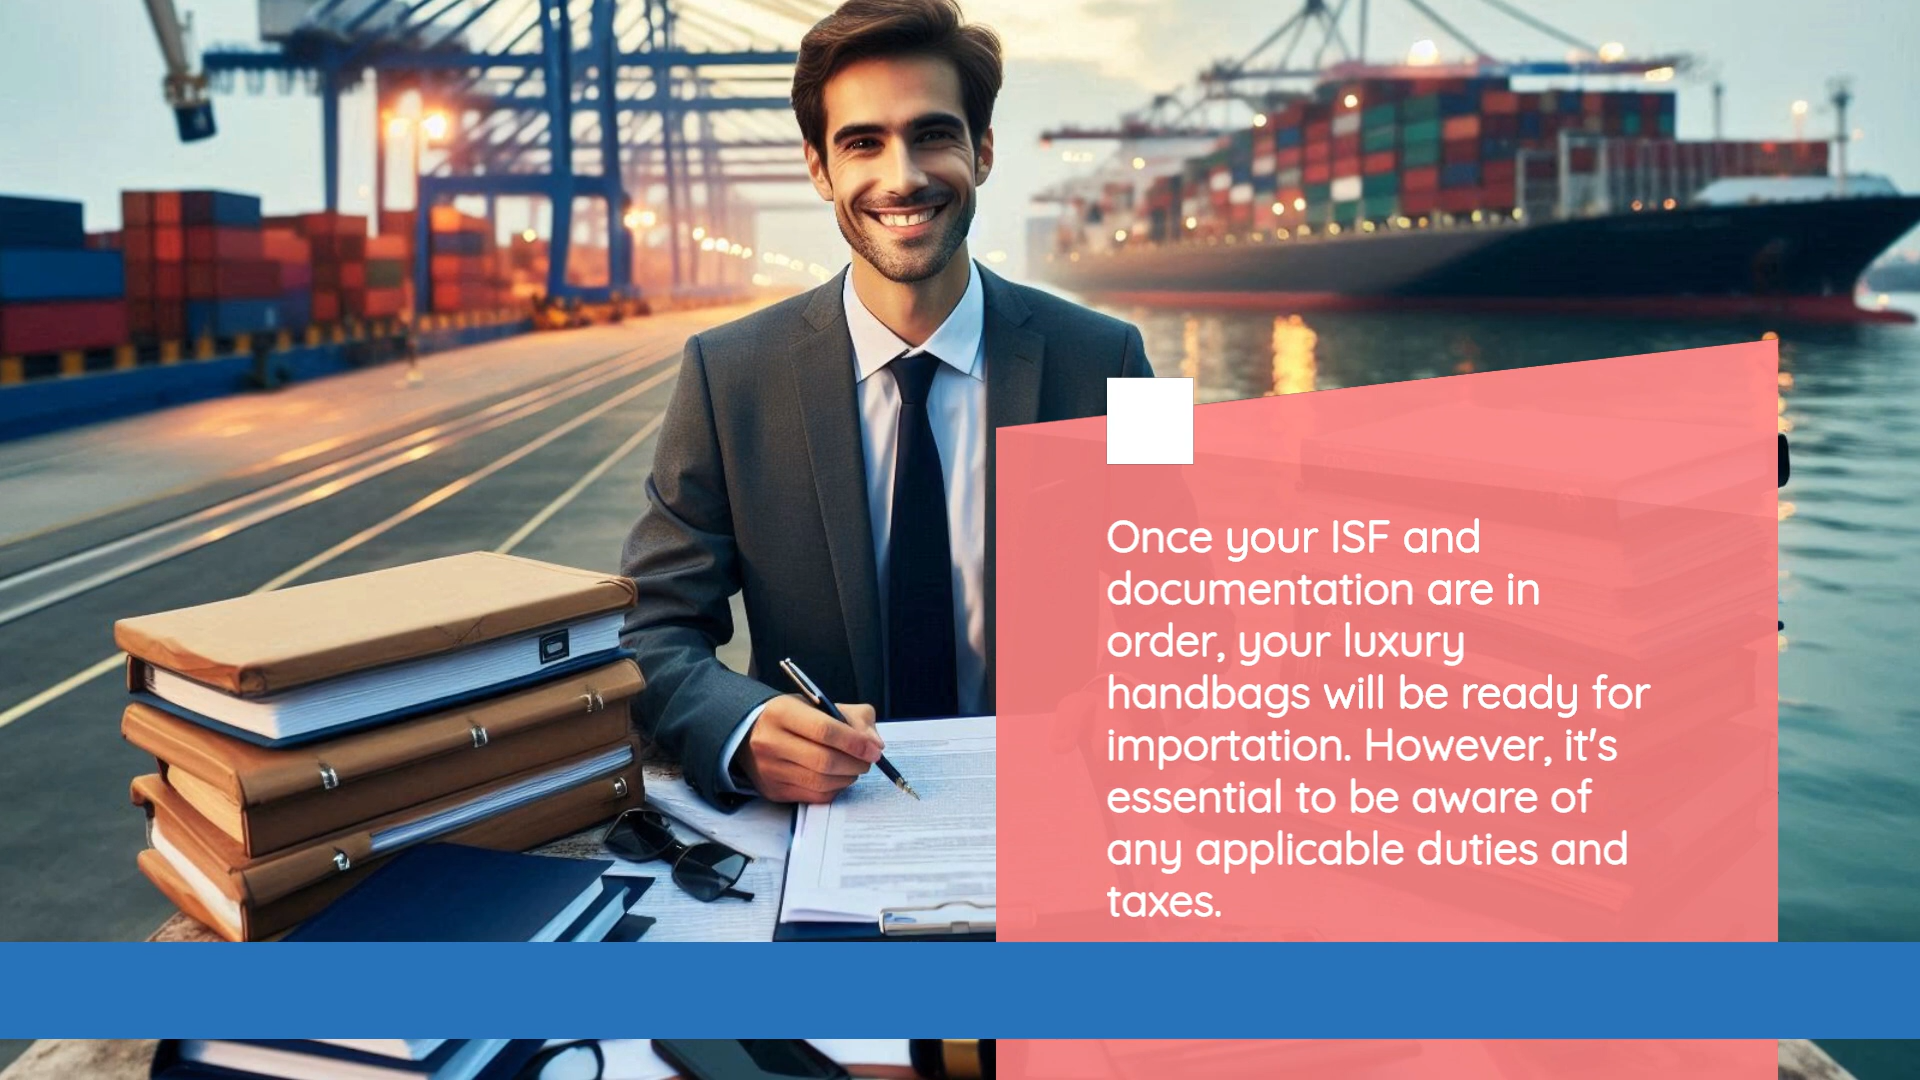 Once your ISF and
documentation are in
order, your luxury
handbags will be ready for
importation. However, it's
essential to be aware of
any applicable duties and
taxes.